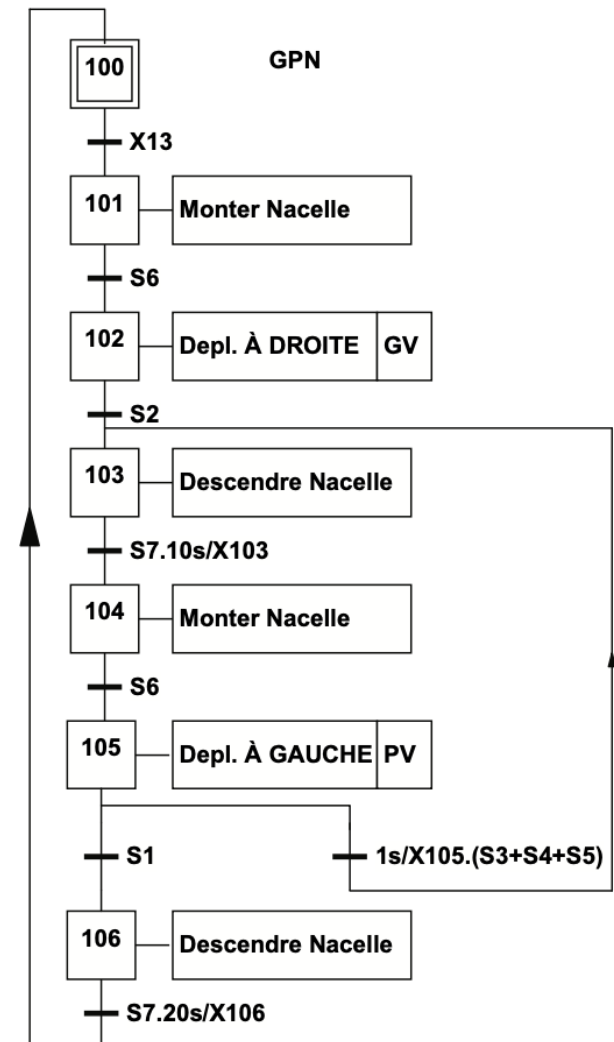 100
GPN
X13
101
Monter Nacelle
S6
102
Depl. À DROITE
GV
S2
103
Descendre Nacelle
S7.10s/X103
104
Monter Nacelle
S6
105
Depl. À GAUCHE
PV
S1
1s/X105.(S3+S4+S5)
106
Descendre Nacelle
S7.20s/X106